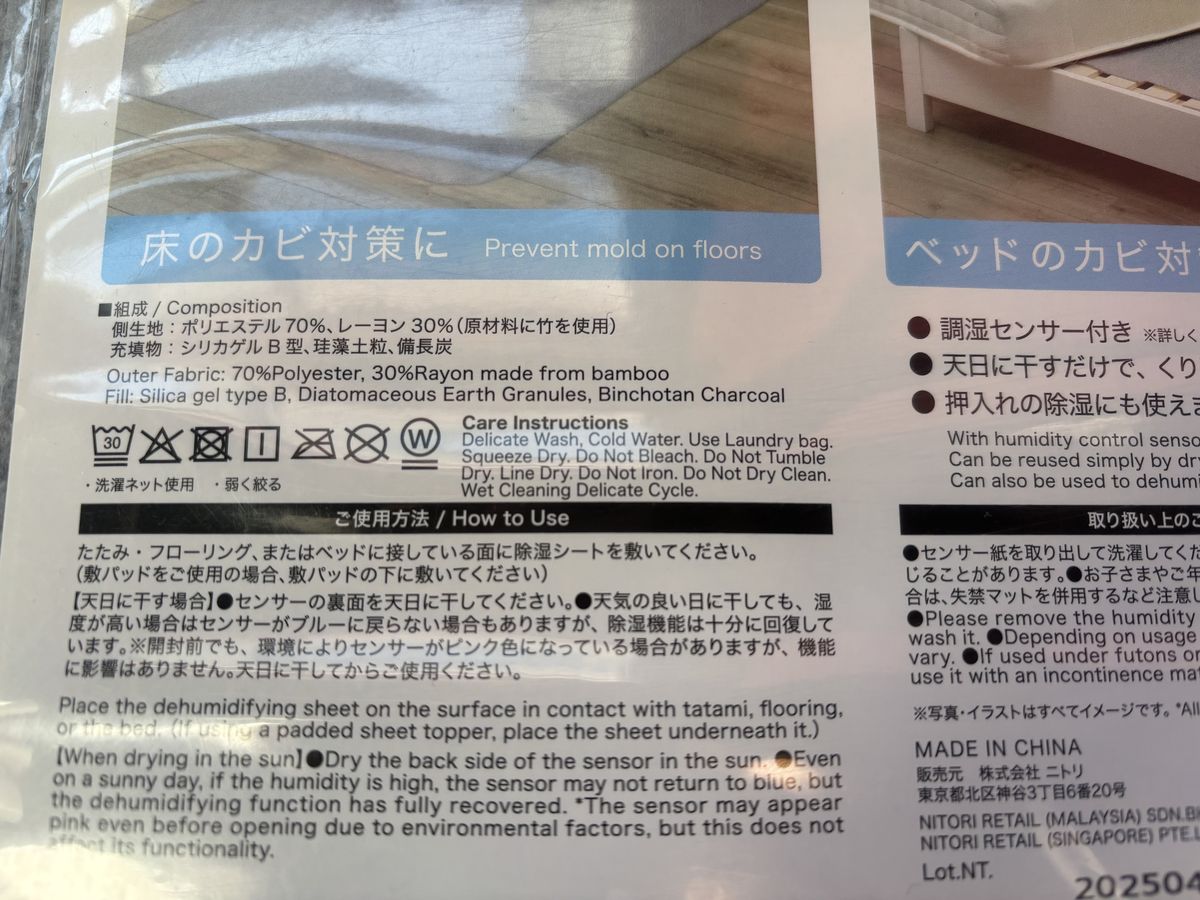 床のカビ対策に Prevent mold on floors
■組成 / Composition
側生地：ポリエステル70%、レーヨン30%（原材料に竹を使用）
充填物：シリカゲルB型、珪藻土粒、備長炭
Outer Fabric: 70%Polyester, 30%Rayon made from bamboo
Fill: Silica gel type B, Diatomaceous Earth Granules, Binchotan Charcoal
30
W
・洗濯ネット使用 ・弱く絞る
Care Instructions
Delicate Wash, Cold Water. Use Laundry bag.
Squeeze Dry. Do Not Bleach. Do Not Tumble
Dry. Line Dry. Do Not Iron. Do Not Dry Clean.
Wet Cleaning Delicate Cycle.
ご使用方法 / How to Use
たたみ・フローリング、またはベッドに接している面に除湿シートを敷いてください。
（敷パッドをご使用の場合、敷パッドの下に敷いてください）
【天日に干す場合】●センサーの裏面を天日に干してください。●天気の良い日に干しても、湿
度が高い場合はセンサーがブルーに戻らない場合もありますが、除湿機能は十分に回復して
います。※開封前でも、環境によりセンサーがピンク色になっている場合がありますが、機能
に影響はありません。天日に干してからご使用ください。
Place the dehumidifying sheet on the surface in contact with tatami, flooring,
or the bed. (If using a padded sheet topper, place the sheet underneath it.)
【When drying in the sun】●Dry the back side of the sensor in the sun. ●Even
on a sunny day, if the humidity is high, the sensor may not return to blue, but
the dehumidifying function has fully recovered. *The sensor may appear
pink even before opening due to environmental factors, but this does not
affect its functionality.
ベッドのカビ対
● 調湿センサー付き ※詳しく
● 天日に干すだけで、くり
● 押入れの除湿にも使えま
With humidity control senso
Can be reused simply by dry
Can also be used to dehumi
取り扱い上のご
●センサー紙を取り出して洗濯してくだ
じることがあります。●お子さまやご年
合は、失禁マットを併用するなど注意し
●Please remove the humidity
wash it. ●Depending on usage
vary. ●If used under futons or
use it with an incontinence mat
※写真・イラストはすべてイメージです。 *All
MADE IN CHINA
販売元 株式会社 ニトリ
東京都北区神谷3丁目6番20号
NITORI RETAIL (MALAYSIA) SDN.BH
NITORI RETAIL (SINGAPORE) PTE.L
Lot.NT.
202504